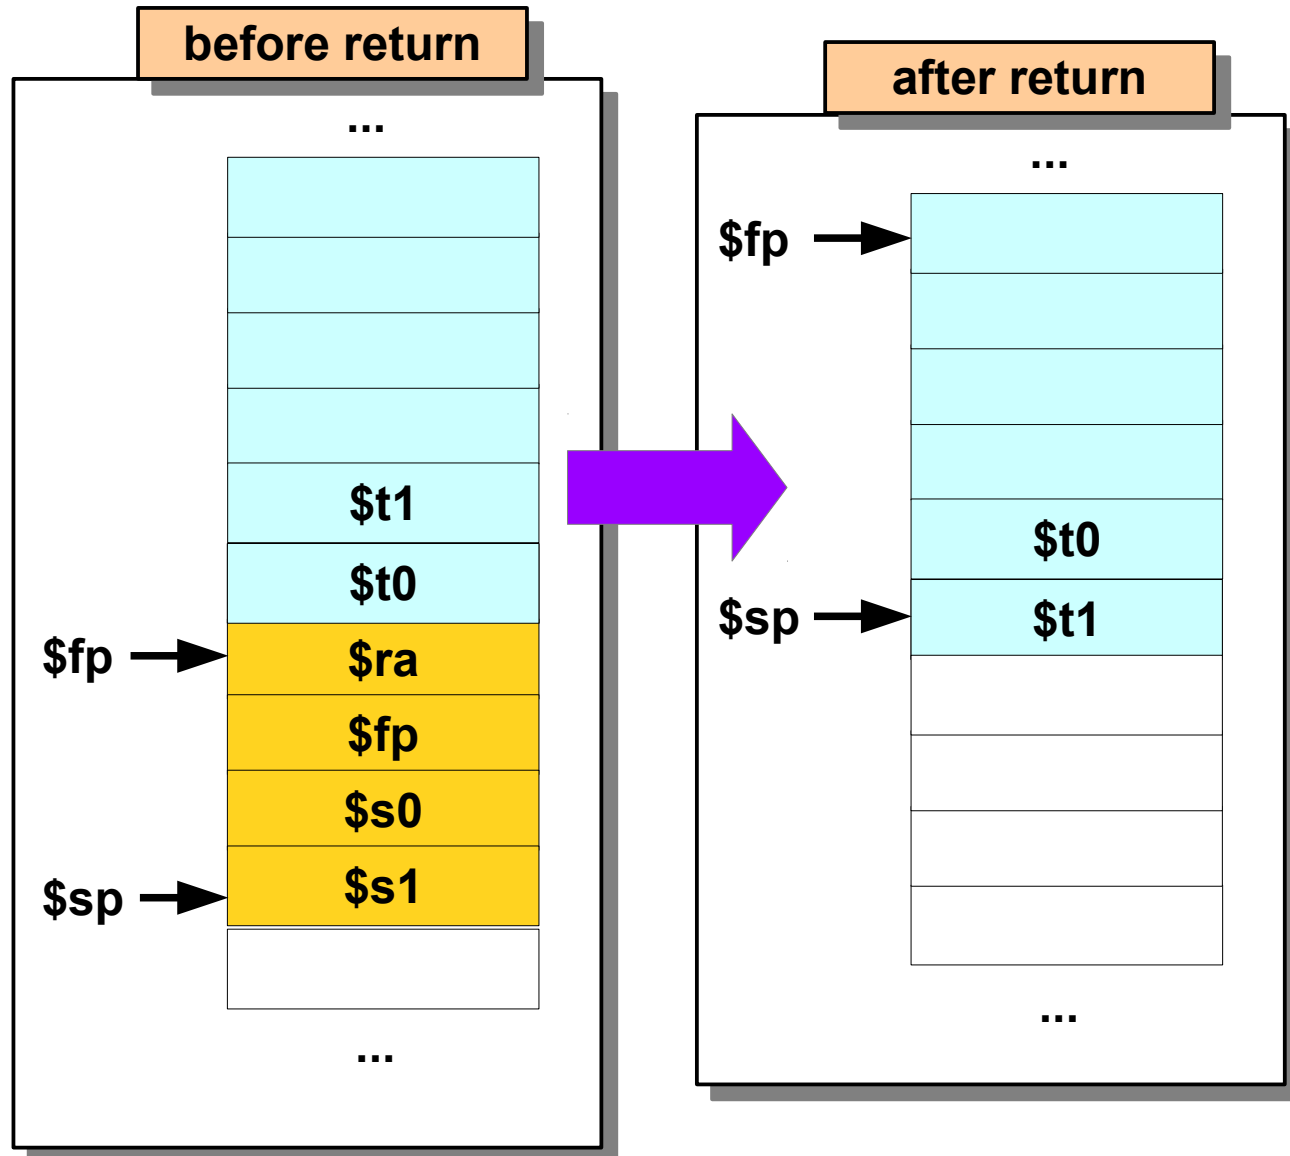 before return
...
$t1
$t0
$fp
$ra
$fp
$s0
$sp
$s1
...
after return
...
$fp
$t0
$sp
$t1
...